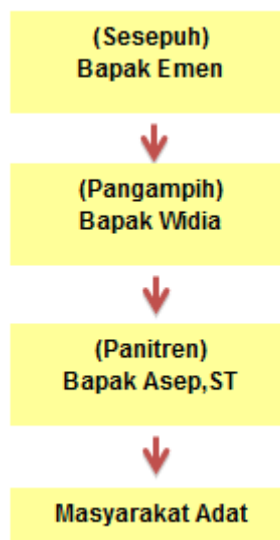 (Sesepuh)
Bapak Emen
(Pangampih)
Bapak Widia
(Panitren)
Bapak Asep,ST
Masyarakat Adat